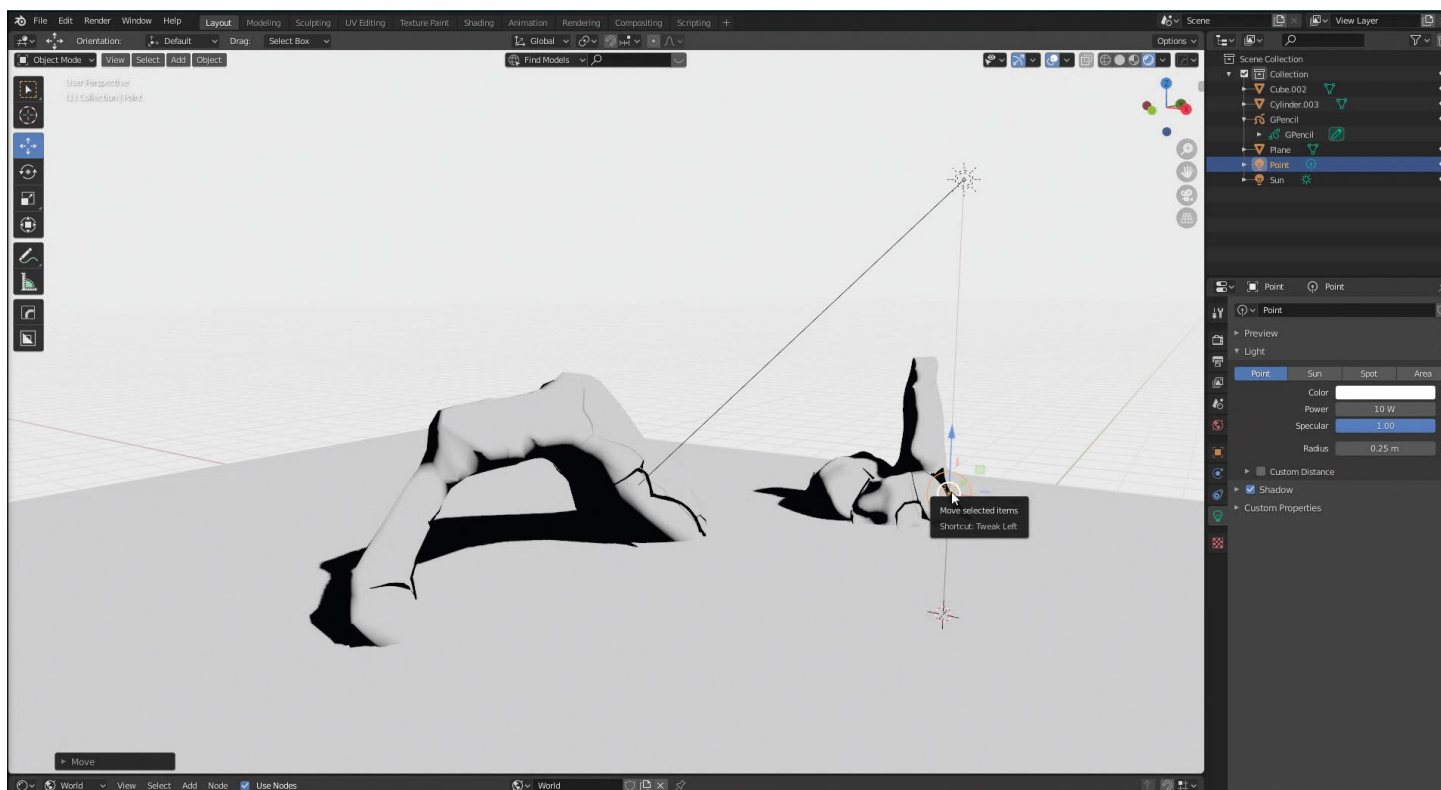 File Edit Render Window Help Layout Modeling Sculpting UV Editing Texture Paint Shading Animation Rendering Compositing Scripting + Scene View Layer
Orientation: Default Drag: Select Box Global Options
Object Mode View Select Add Object Find Models
User Perspective
(1) Collection | Point
Scene Collection
Collection
Cube.002
Cylinder.003
GPencil
GPencil
Plane
Point
Sun
Point Point
Point
Preview
Light
Point Sun Spot Area
Color
Power 10 W
Specular 1.00
Radius 0.25 m
Custom Distance
Shadow
Custom Properties
Move selected items
Shortcut: Tweak Left
Move
World View Select Add Node Use Nodes World